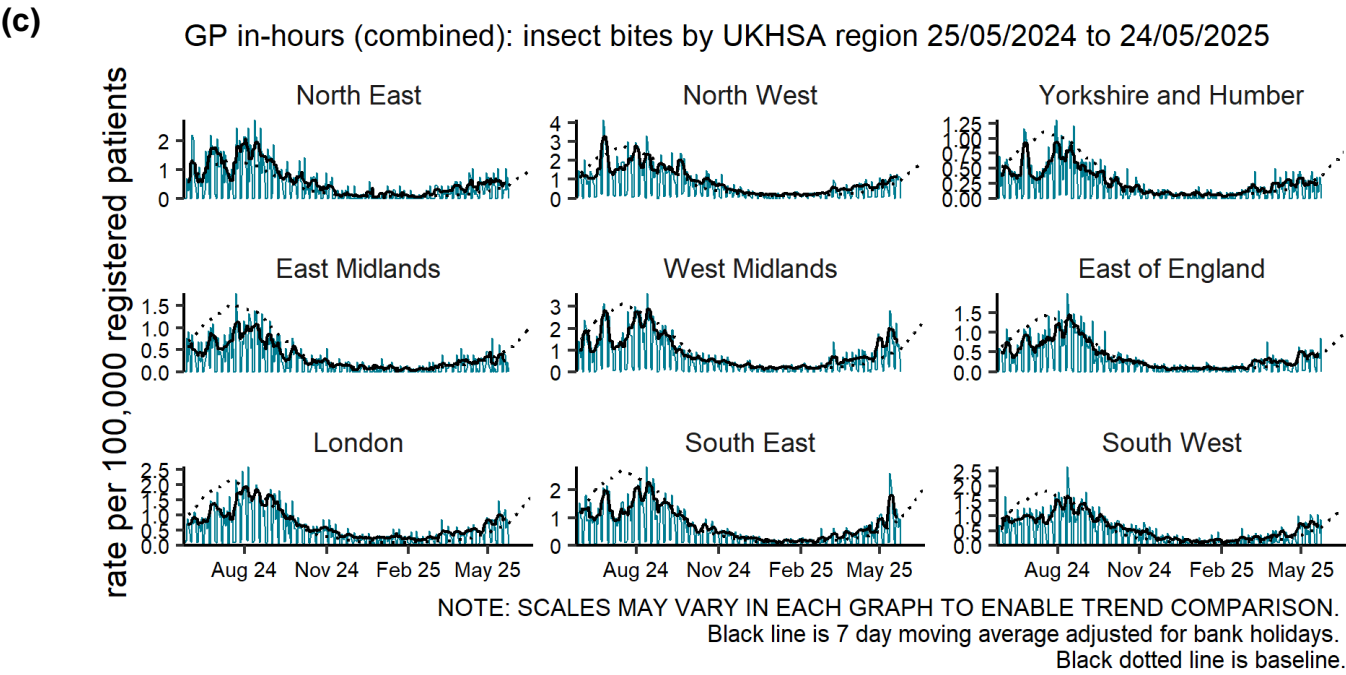 (c)
GP in-hours (combined): insect bites by UKHSA region 25/05/2024 to 24/05/2025
rate per 100,000 registered patients
North East
2
1
0
North West
4
3
2
1
0
Yorkshire and Humber
1.25
1.00
0.75
0.50
0.25
0.00
East Midlands
1.5
1.0
0.5
0.0
West Midlands
3
2
1
0
East of England
1.5
1.0
0.5
0.0
London
2.5
2.0
1.5
1.0
0.5
0.0
South East
2
1
0
South West
2.5
2.0
1.5
1.0
0.5
0.0
Aug 24 Nov 24 Feb 25 May 25
Aug 24 Nov 24 Feb 25 May 25
Aug 24 Nov 24 Feb 25 May 25
NOTE: SCALES MAY VARY IN EACH GRAPH TO ENABLE TREND COMPARISON.
Black line is 7 day moving average adjusted for bank holidays.
Black dotted line is baseline.